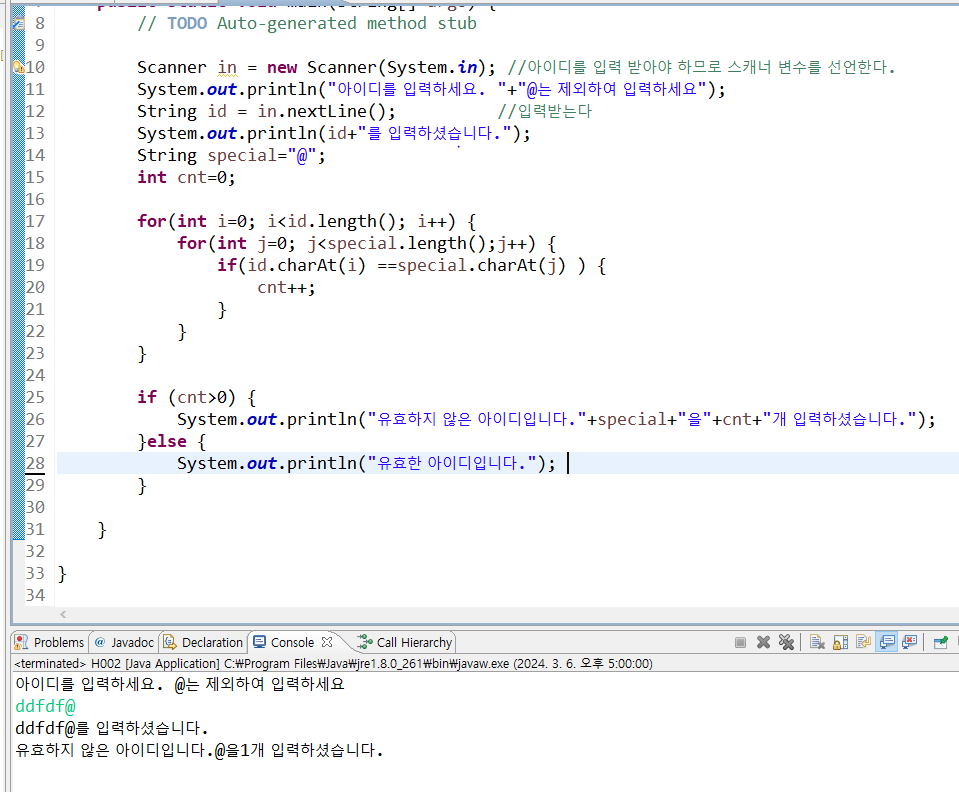 public static void main(String[] args) {
8 // TODO Auto-generated method stub
9
10 Scanner in = new Scanner(System.in); //아이디를 입력 받아야 하므로 스캐너 변수를 선언한다.
11 System.out.println("아이디를 입력하세요. "+"@는 제외하여 입력하세요");
12 String id = in.nextLine(); //입력받는다
13 System.out.println(id+"를 입력하셨습니다.");
14 String special="@";
15 int cnt=0;
16
17 for(int i=0; i<id.length(); i++) {
18 for(int j=0; j<special.length();j++) {
19 if(id.charAt(i) ==special.charAt(j) ) {
20 cnt++;
21 }
22 }
23 }
24
25 if (cnt>0) {
26 System.out.println("유효하지 않은 아이디입니다."+special+"을"+cnt+"개 입력하셨습니다.");
27 }else {
28 System.out.println("유효한 아이디입니다.");
29 }
30
31 }
32
33 }
34
Problems @ Javadoc Declaration Console Call Hierarchy
<terminated> H002 [Java Application] C:₩Program Files₩Java₩jre1.8.0_261₩bin₩javaw.exe (2024. 3. 6. 오후 5:00:00)
아이디를 입력하세요. @는 제외하여 입력하세요
ddfdf@
ddfdf@를 입력하셨습니다.
유효하지 않은 아이디입니다.@을1개 입력하셨습니다.